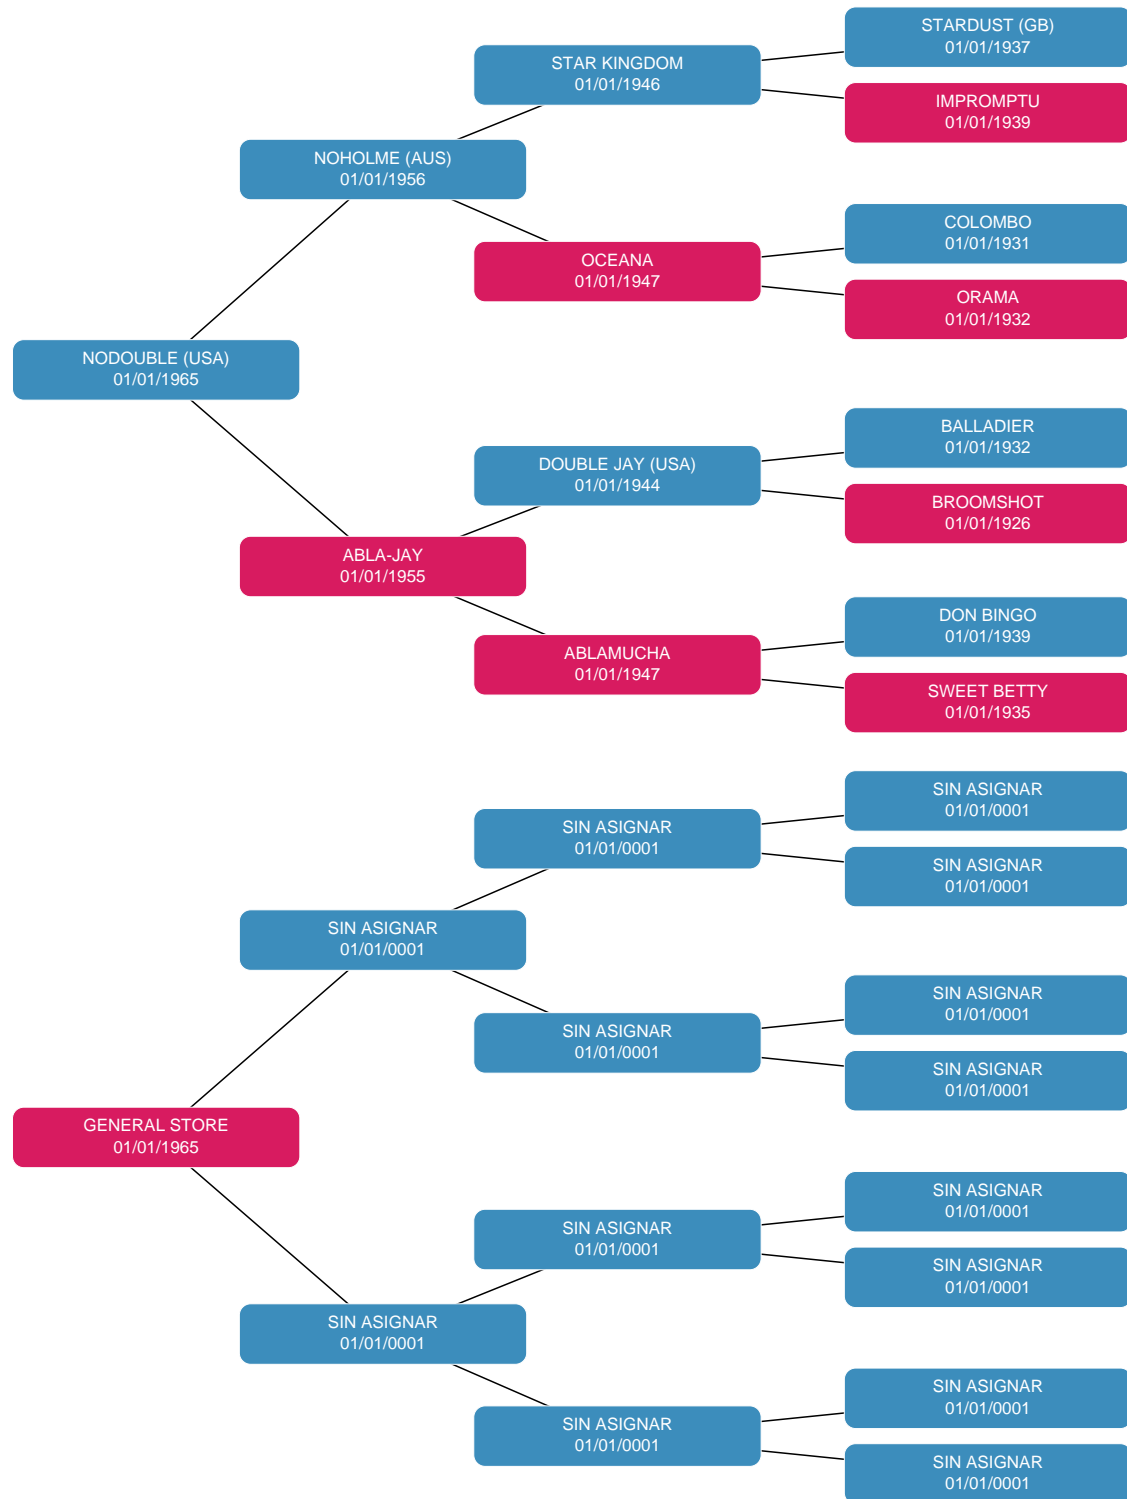 STARDUST (GB)
01/01/1937
STAR KINGDOM
01/01/1946
IMPROMPTU
01/01/1939
NOHOLME (AUS)
01/01/1956
COLOMBO
01/01/1931
OCEANA
01/01/1947
ORAMA
01/01/1932
NODOUBLE (USA)
01/01/1965
BALLADIER
01/01/1932
DOUBLE JAY (USA)
01/01/1944
BROOMSHOT
01/01/1926
ABLA-JAY
01/01/1955
DON BINGO
01/01/1939
ABLAMUCHA
01/01/1947
SWEET BETTY
01/01/1935
SIN ASIGNAR
01/01/0001
SIN ASIGNAR
01/01/0001
SIN ASIGNAR
01/01/0001
SIN ASIGNAR
01/01/0001
SIN ASIGNAR
01/01/0001
SIN ASIGNAR
01/01/0001
SIN ASIGNAR
01/01/0001
GENERAL STORE
01/01/1965
SIN ASIGNAR
01/01/0001
SIN ASIGNAR
01/01/0001
SIN ASIGNAR
01/01/0001
SIN ASIGNAR
01/01/0001
SIN ASIGNAR
01/01/0001
SIN ASIGNAR
01/01/0001
SIN ASIGNAR
01/01/0001